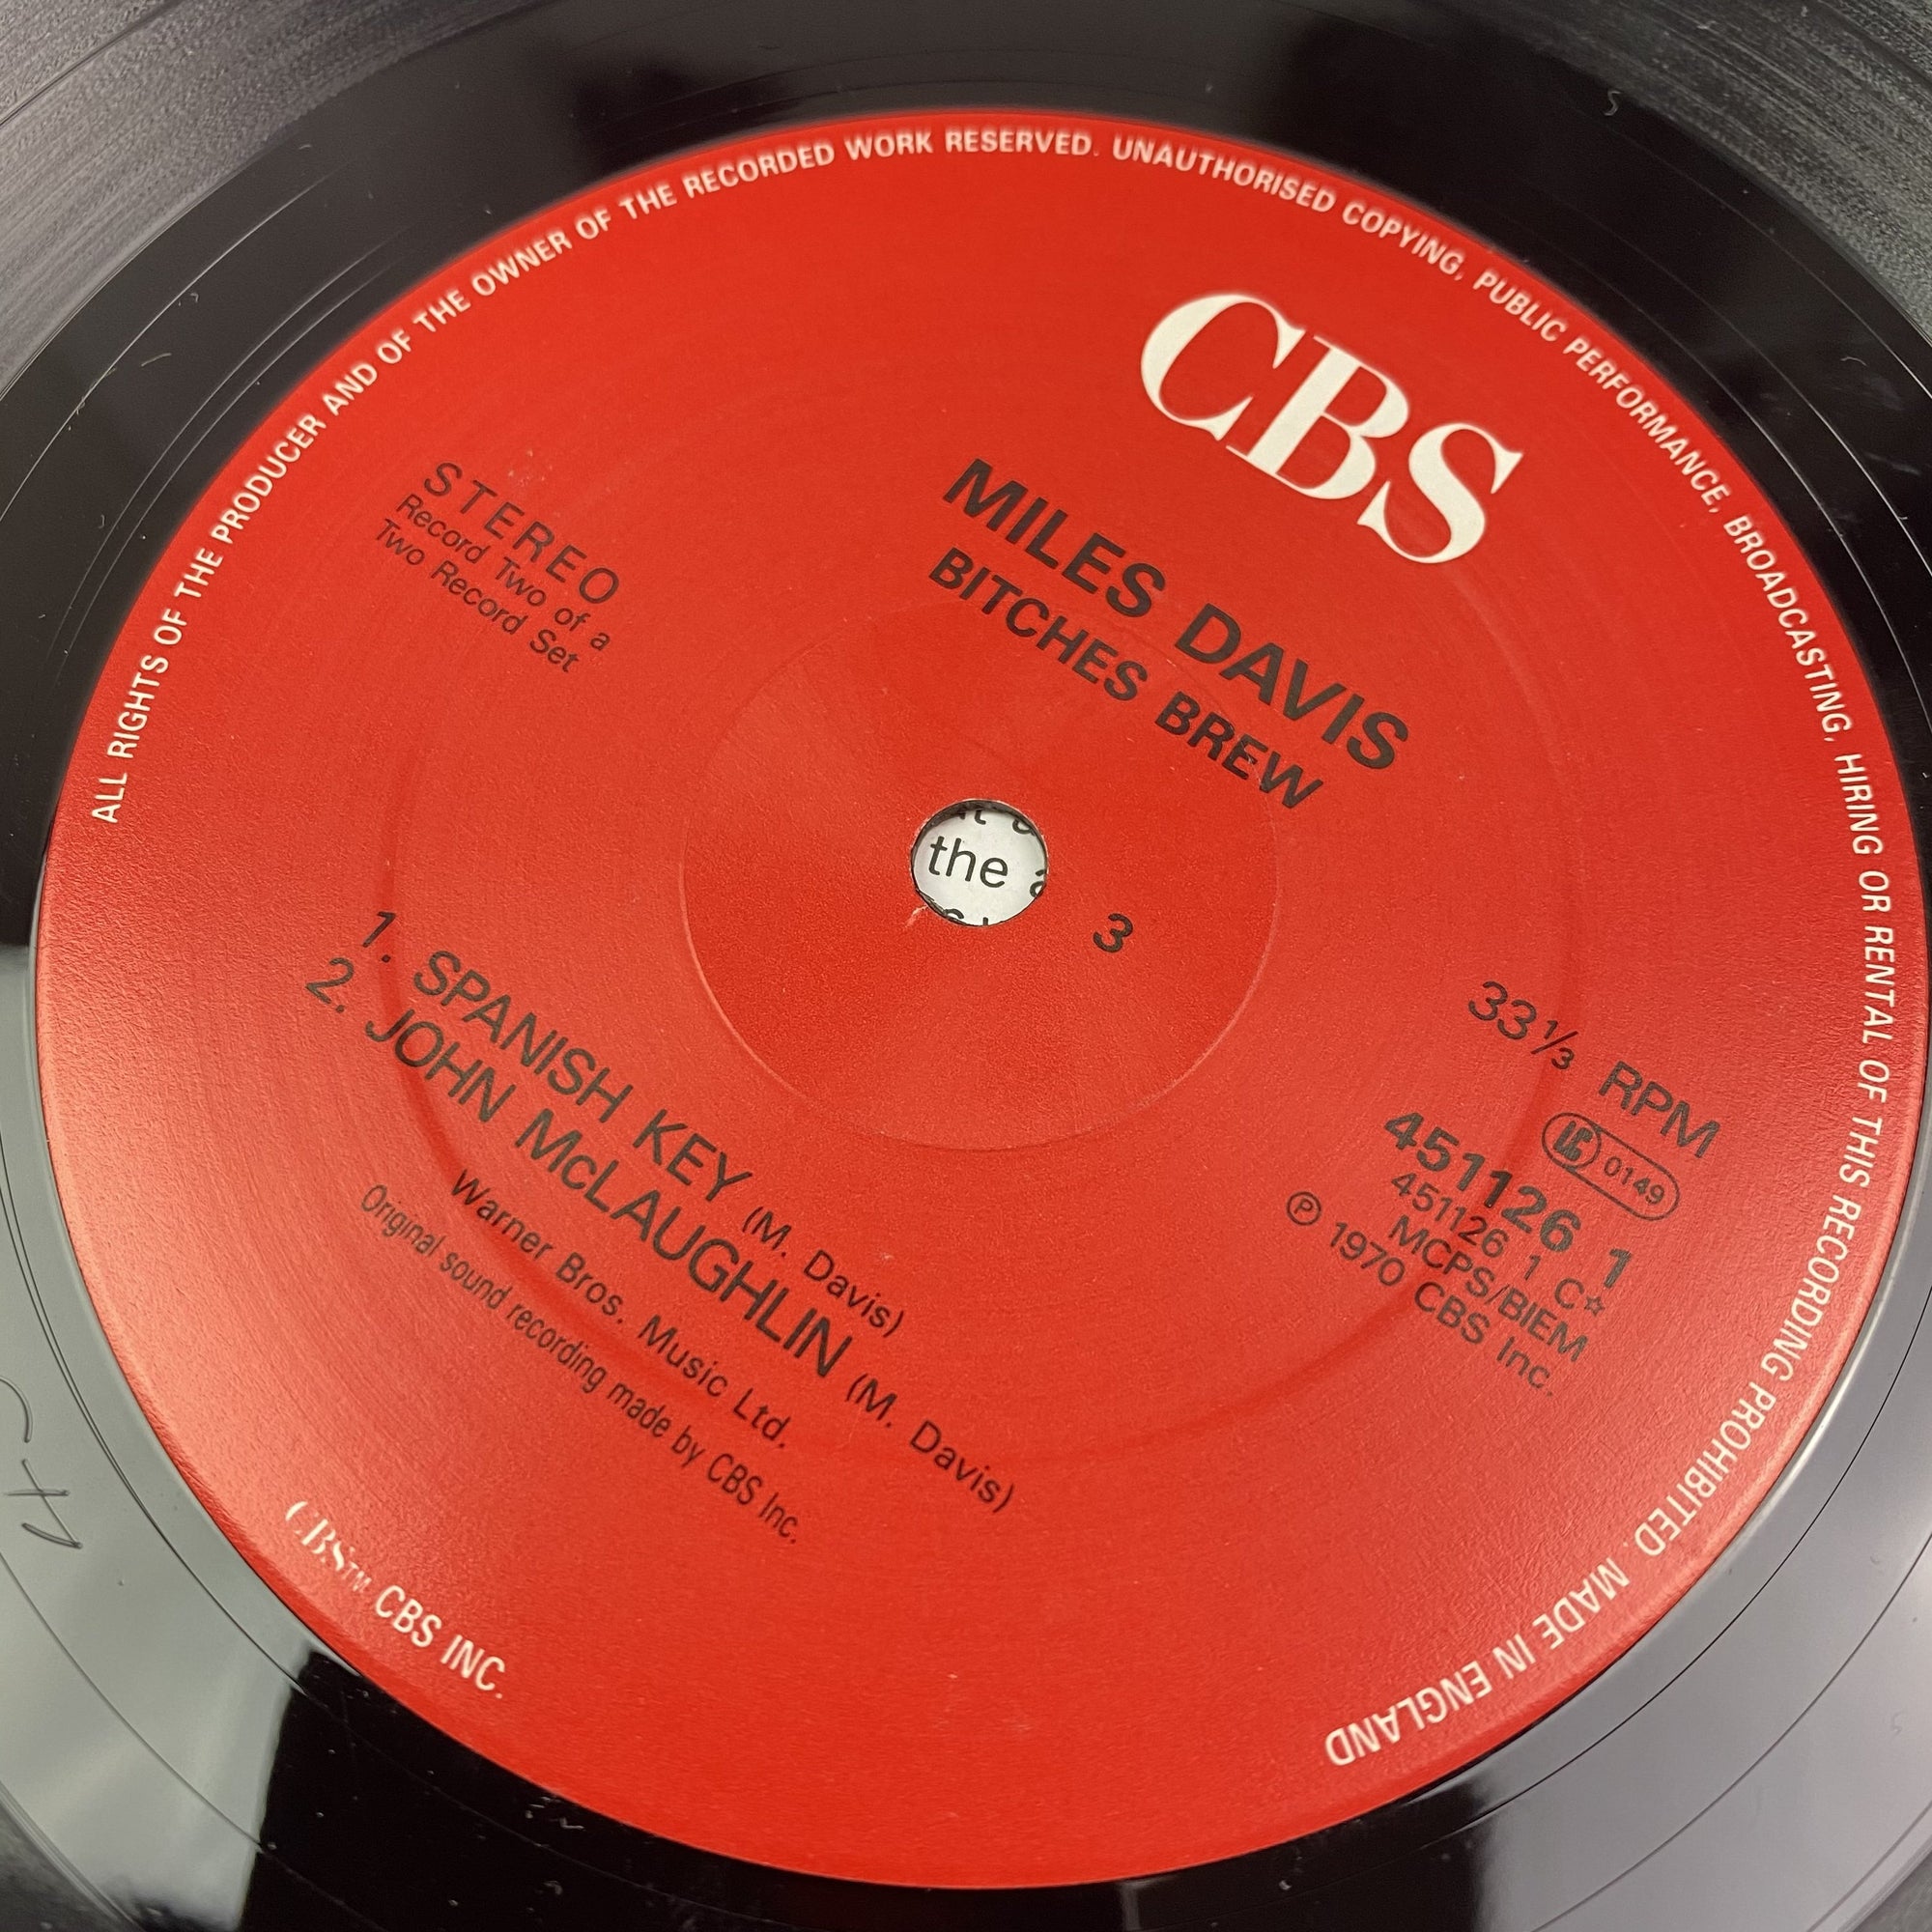 ALL RIGHTS OF THE PRODUCER AND OF THE OWNER OF THE RECORDED WORK RESERVED. UNAUTHORISED COPYING, PUBLIC PERFORMANCE, BROADCASTING, HIRING OR RENTAL OF THIS RECORDING PROHIBITED. MADE IN ENGLAND
CBS
MILES DAVIS
BITCHES BREW
STEREO
Record Two of a
Two Record Set
the
3
33⅓ RPM
LC 0149
451126 1
451126 1 C☆
MCPS/BIEM
℗ 1970 CBS Inc.
1. SPANISH KEY (M. Davis)
2. JOHN McLAUGHLIN (M. Davis)
Warner Bros. Music Ltd.
Original sound recording made by CBS Inc.
CBS™ CBS INC.